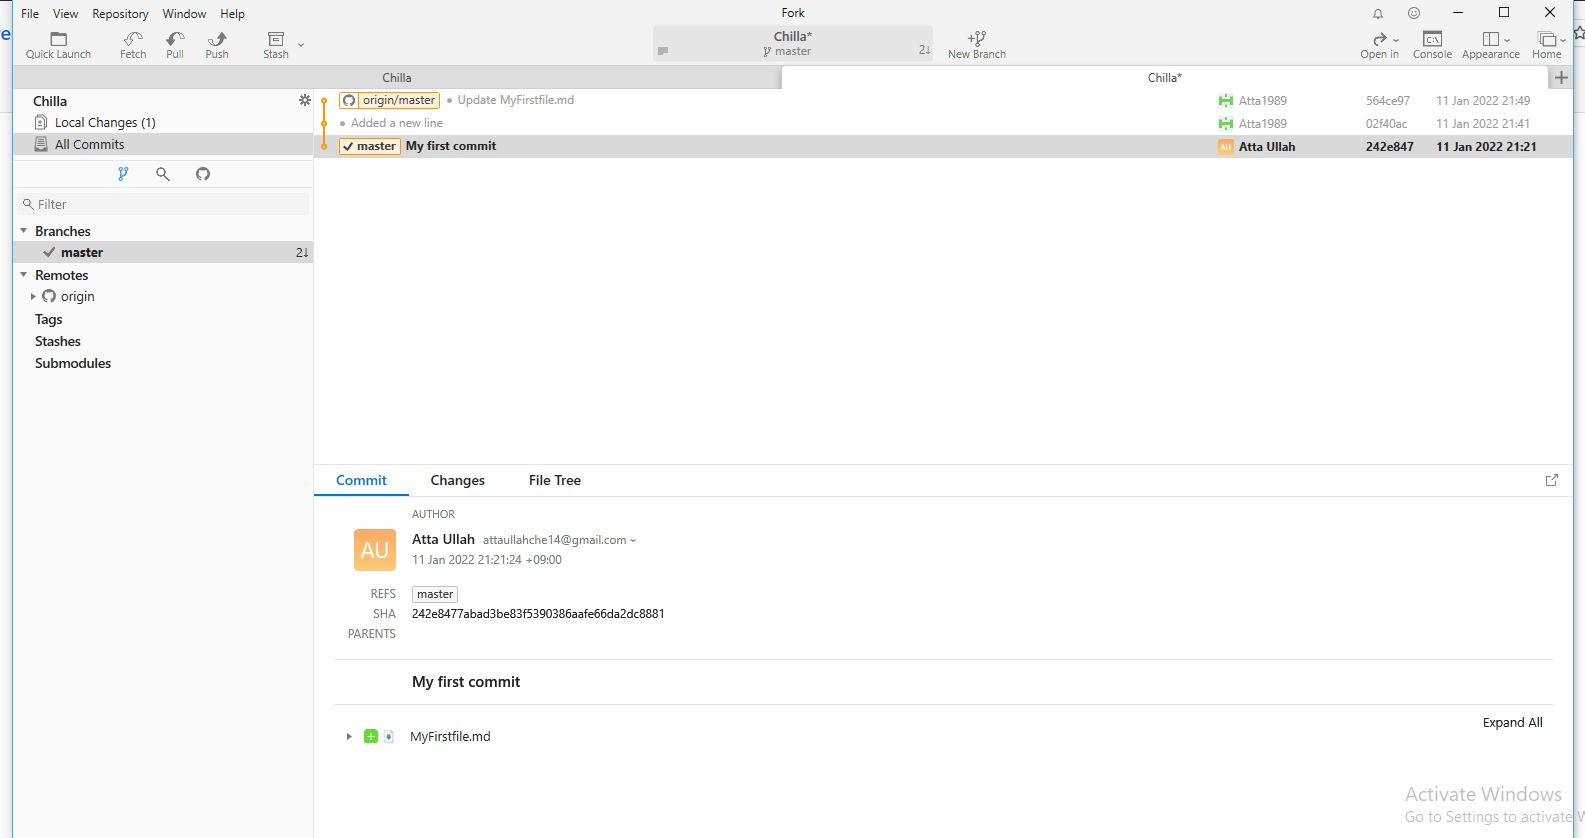 File View Repository Window Help Fork
Quick Launch Fetch Pull Push Stash Chilla* master 2↓ New Branch Open in Console Appearance Home
Chilla Chilla*
Chilla
Local Changes (1)
All Commits
Filter
Branches
master 2↓
Remotes
origin
Tags
Stashes
Submodules
origin/master Update MyFirstfile.md Atta1989 564ce97 11 Jan 2022 21:49
Added a new line Atta1989 02f40ac 11 Jan 2022 21:41
master My first commit AU Atta Ullah 242e847 11 Jan 2022 21:21
Commit Changes File Tree
AUTHOR
AU Atta Ullah attaullahche14@gmail.com
11 Jan 2022 21:21:24 +09:00
REFS master
SHA 242e8477abad3be83f5390386aafe66da2dc8881
PARENTS
My first commit
Expand All
MyFirstfile.md
Activate Windows
Go to Settings to activate W